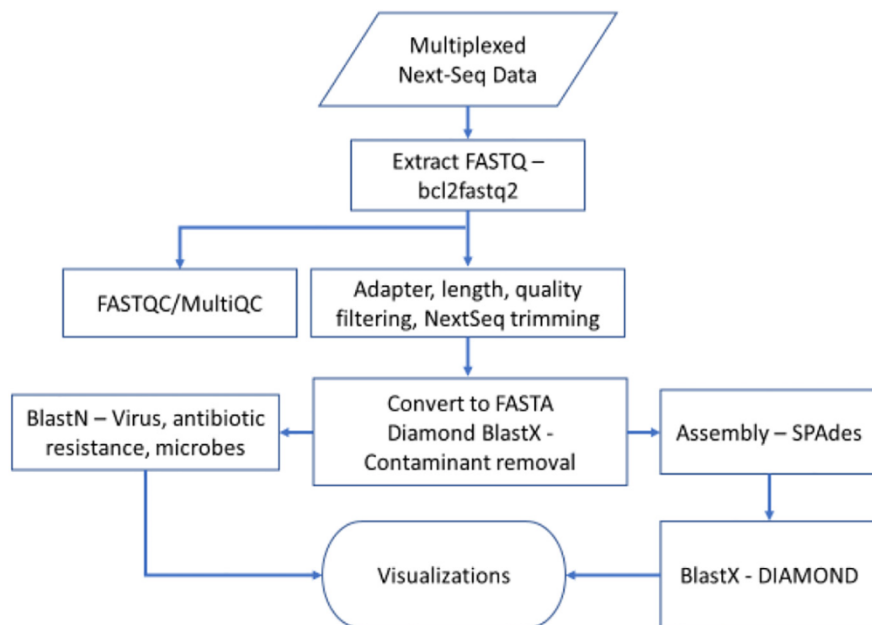 Multiplexed
Next-Seq Data
Extract FASTQ –
bcl2fastq2
FASTQC/MultiQC
Adapter, length, quality
filtering, NextSeq trimming
BlastN – Virus, antibiotic
resistance, microbes
Convert to FASTA
Diamond BlastX -
Contaminant removal
Assembly – SPAdes
Visualizations
BlastX - DIAMOND